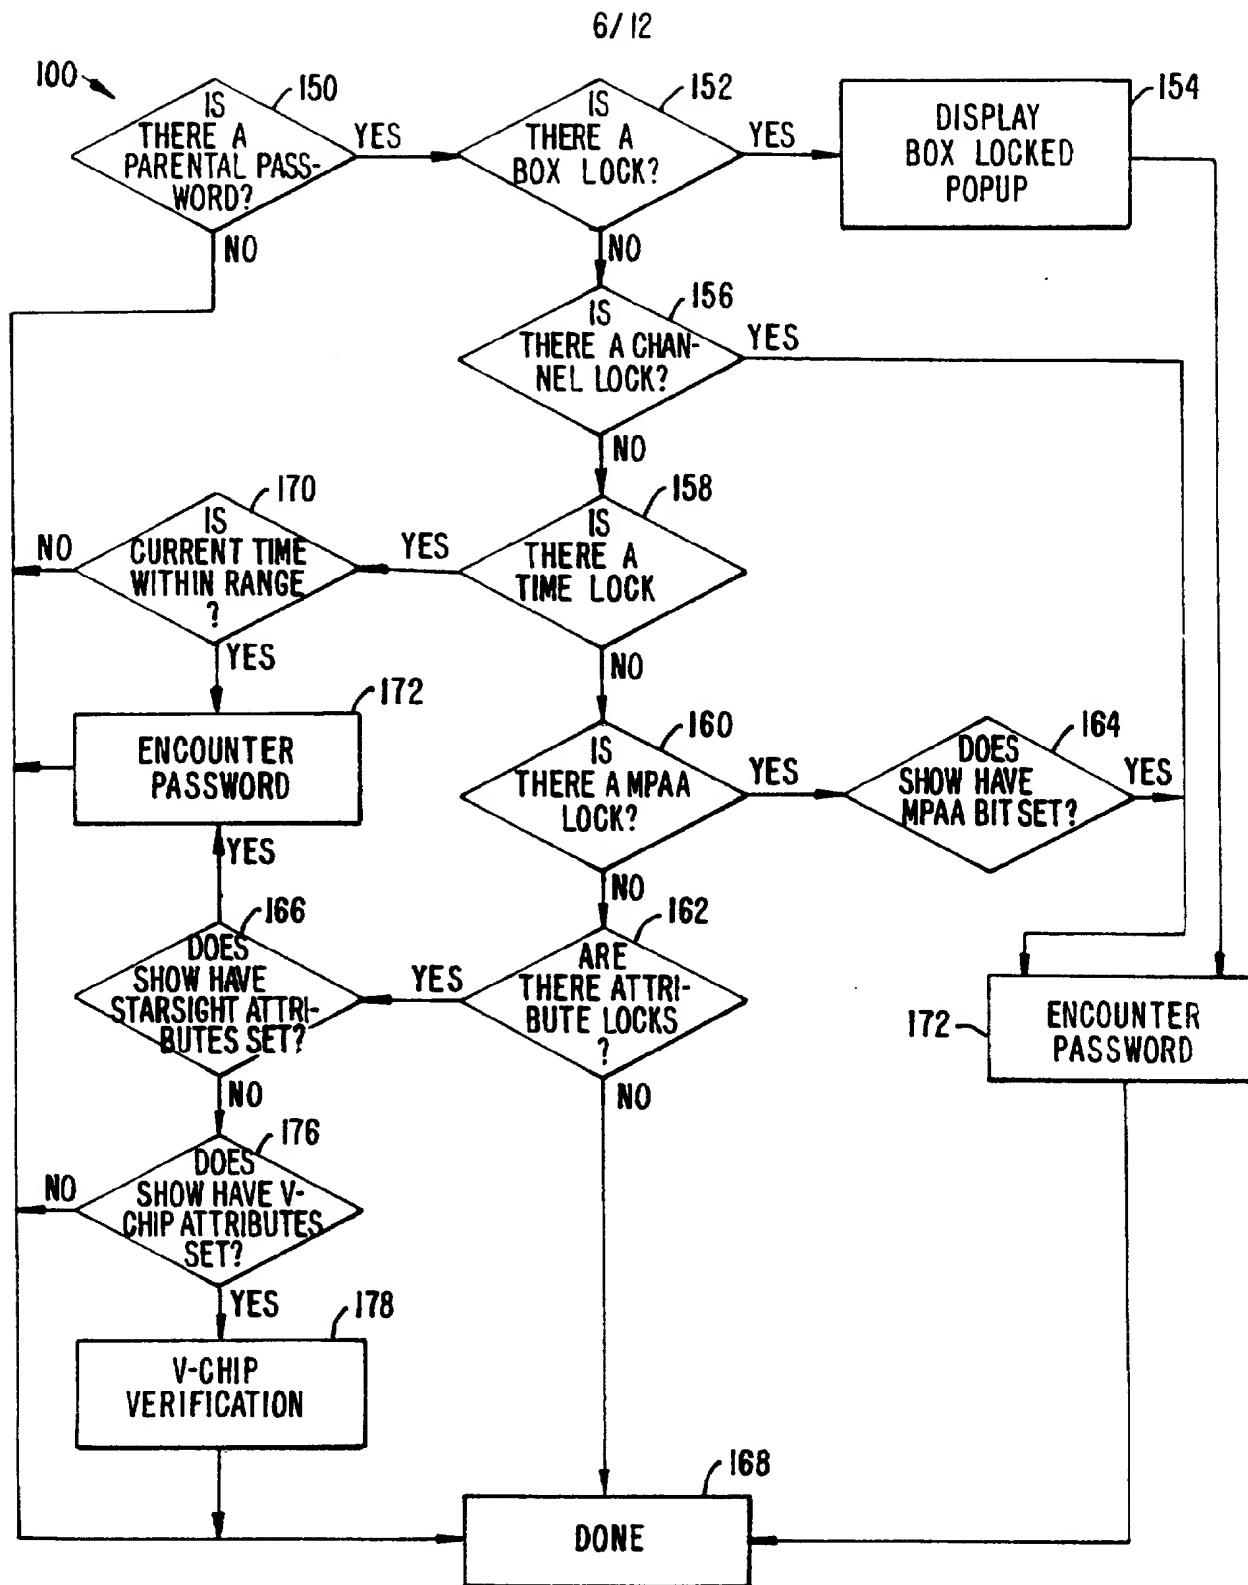 6/12
100
150
IS
THERE A
PARENTAL PASS-
WORD?
YES
NO
152
IS
THERE A
BOX LOCK?
YES
NO
154
DISPLAY
BOX LOCKED
POPUP
156
IS
THERE A CHAN-
NEL LOCK?
YES
NO
170
IS
CURRENT TIME
WITHIN RANGE
?
NO
YES
158
IS
THERE A
TIME LOCK
YES
NO
172
ENCOUNTER
PASSWORD
160
IS
THERE A MPAA
LOCK?
YES
NO
164
DOES
SHOW HAVE
MPAA BIT SET?
YES
YES
166
DOES
SHOW HAVE
STARSIGHT ATTRI-
BUTES SET?
NO
162
ARE
THERE ATTRI-
BUTE LOCKS
?
YES
NO
172
ENCOUNTER
PASSWORD
176
DOES
SHOW HAVE V-
CHIP ATTRIBUTES
SET?
NO
YES
178
V-CHIP
VERIFICATION
168
DONE